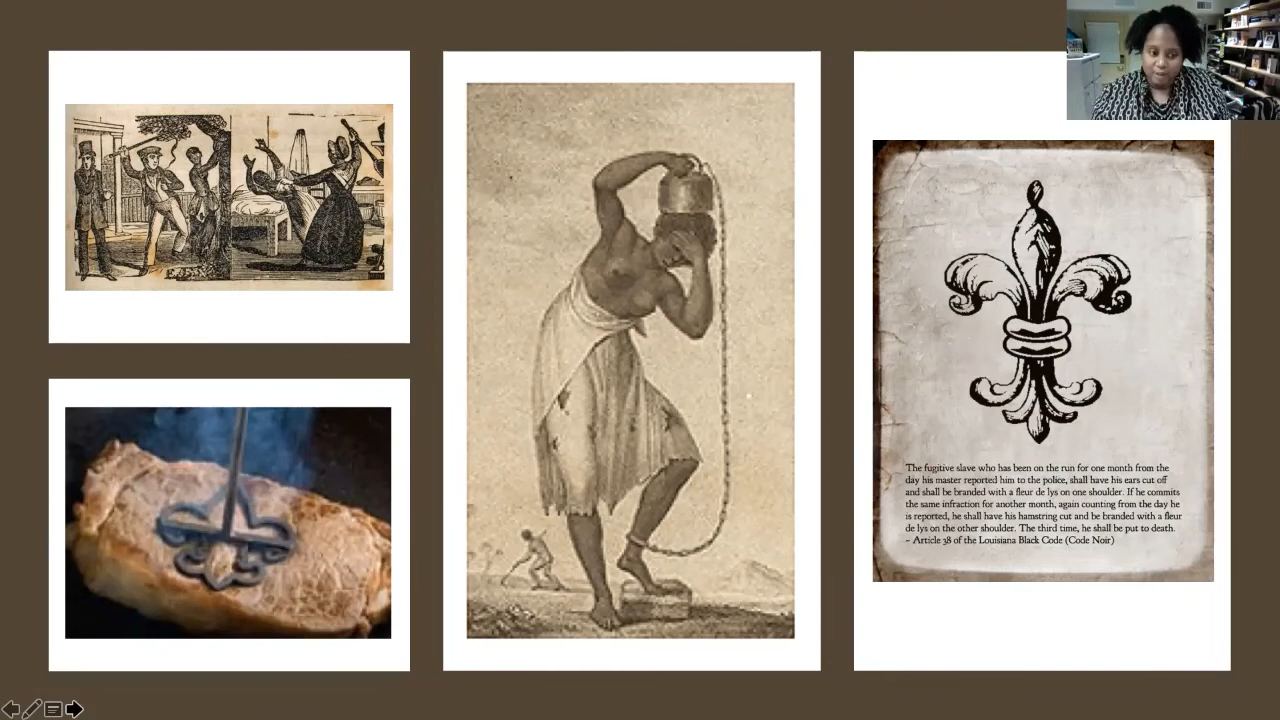 The fugitive slave who has been on the run for one month from the
day his master reported him to the police, shall have his ears cut off
and shall be branded with a fleur de lys on one shoulder. If he commits
the same infraction for another month, again counting from the day he
is reported, he shall have his hamstring cut and be branded with a fleur
de lys on the other shoulder. The third time, he shall be put to death.
– Article 38 of the Louisiana Black Code (Code Noir)